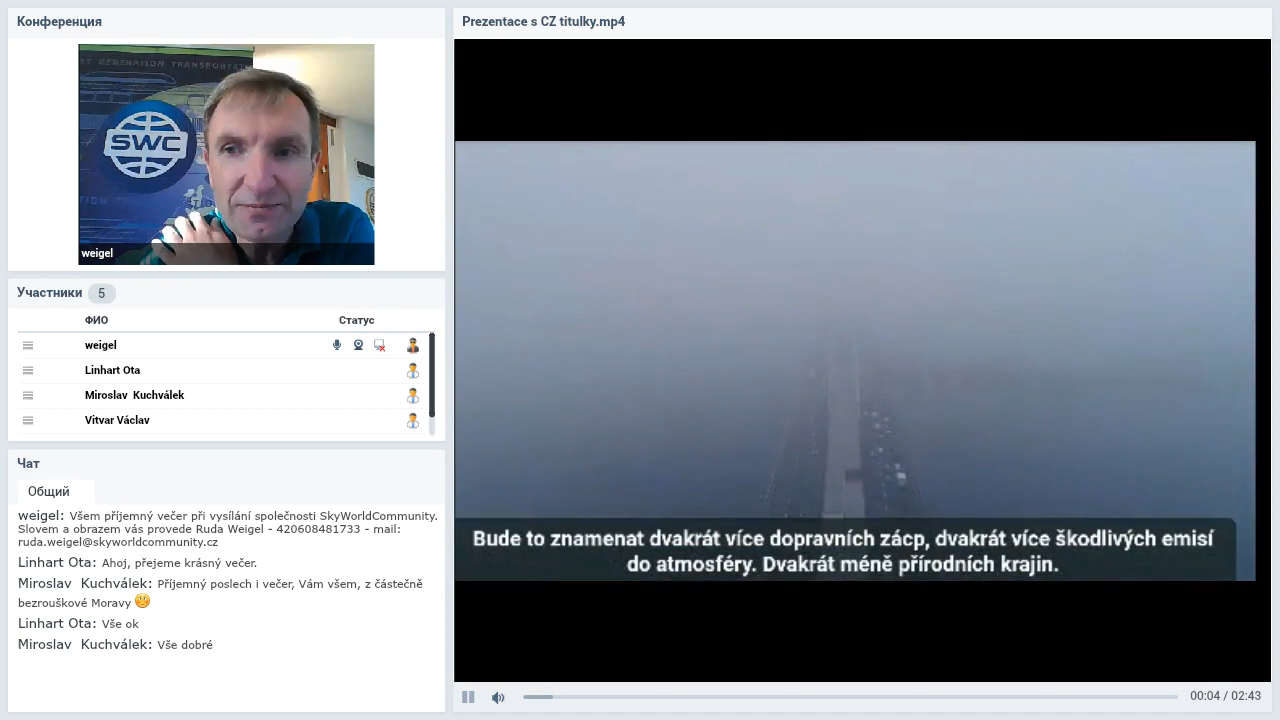 Конференция
XT GENERATION TRANSPORTAT
SWC
weigel
Участники 5
ФИО Статус
weigel
Linhart Ota
Miroslav Kuchválek
Vitvar Václav
Чат
Общий
weigel: Všem příjemný večer při vysílání společnosti SkyWorldCommunity.
Slovem a obrazem vás provede Ruda Weigel - 420608481733 - mail:
ruda.weigel@skyworldcommunity.cz
Linhart Ota: Ahoj, přejeme krásný večer.
Miroslav Kuchválek: Příjemný poslech i večer, Vám všem, z částečně
bezrouškové Moravy
Linhart Ota: Vše ok
Miroslav Kuchválek: Vše dobré
Prezentace s CZ titulky.mp4
Bude to znamenat dvakrát více dopravních zácp, dvakrát více škodlivých emisí
do atmosféry. Dvakrát méně přírodních krajin.
00:04 / 02:43